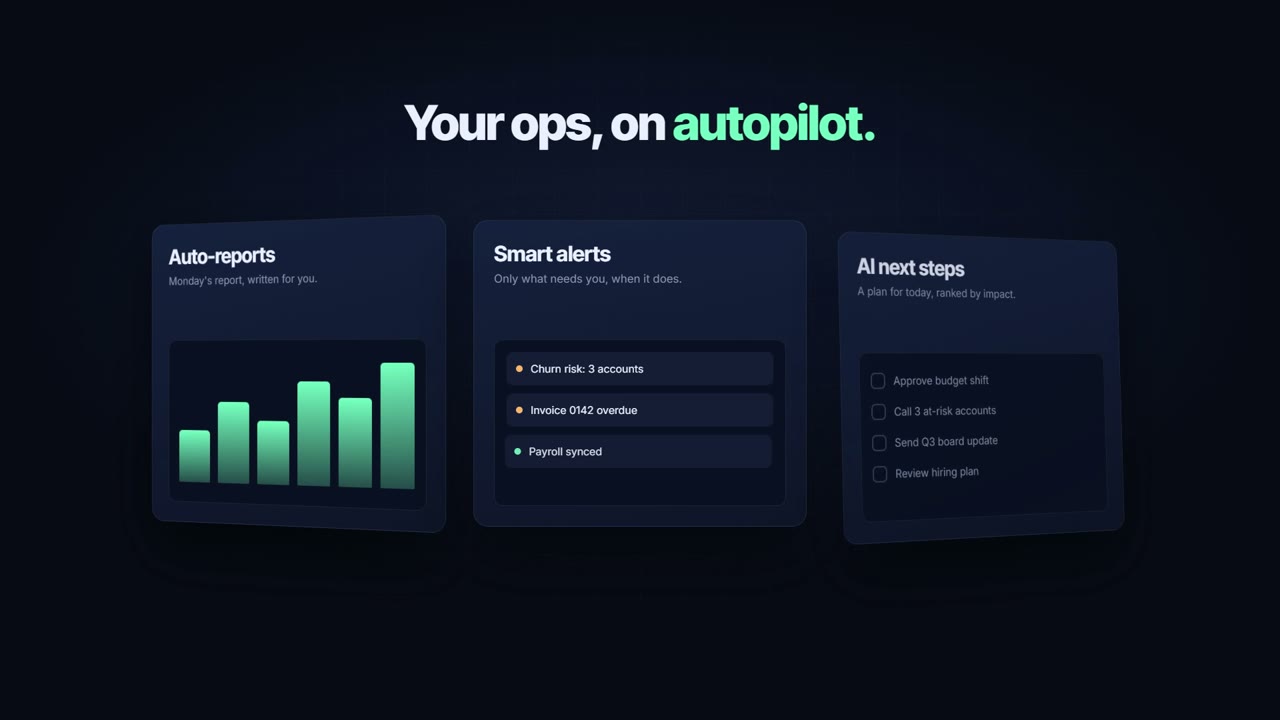 Your ops, on autopilot.
Auto-reports
Monday's report, written for you.
Smart alerts
Only what needs you, when it does.
Churn risk: 3 accounts
Invoice 0142 overdue
Payroll synced
AI next steps
A plan for today, ranked by impact.
Approve budget shift
Call 3 at-risk accounts
Send Q3 board update
Review hiring plan